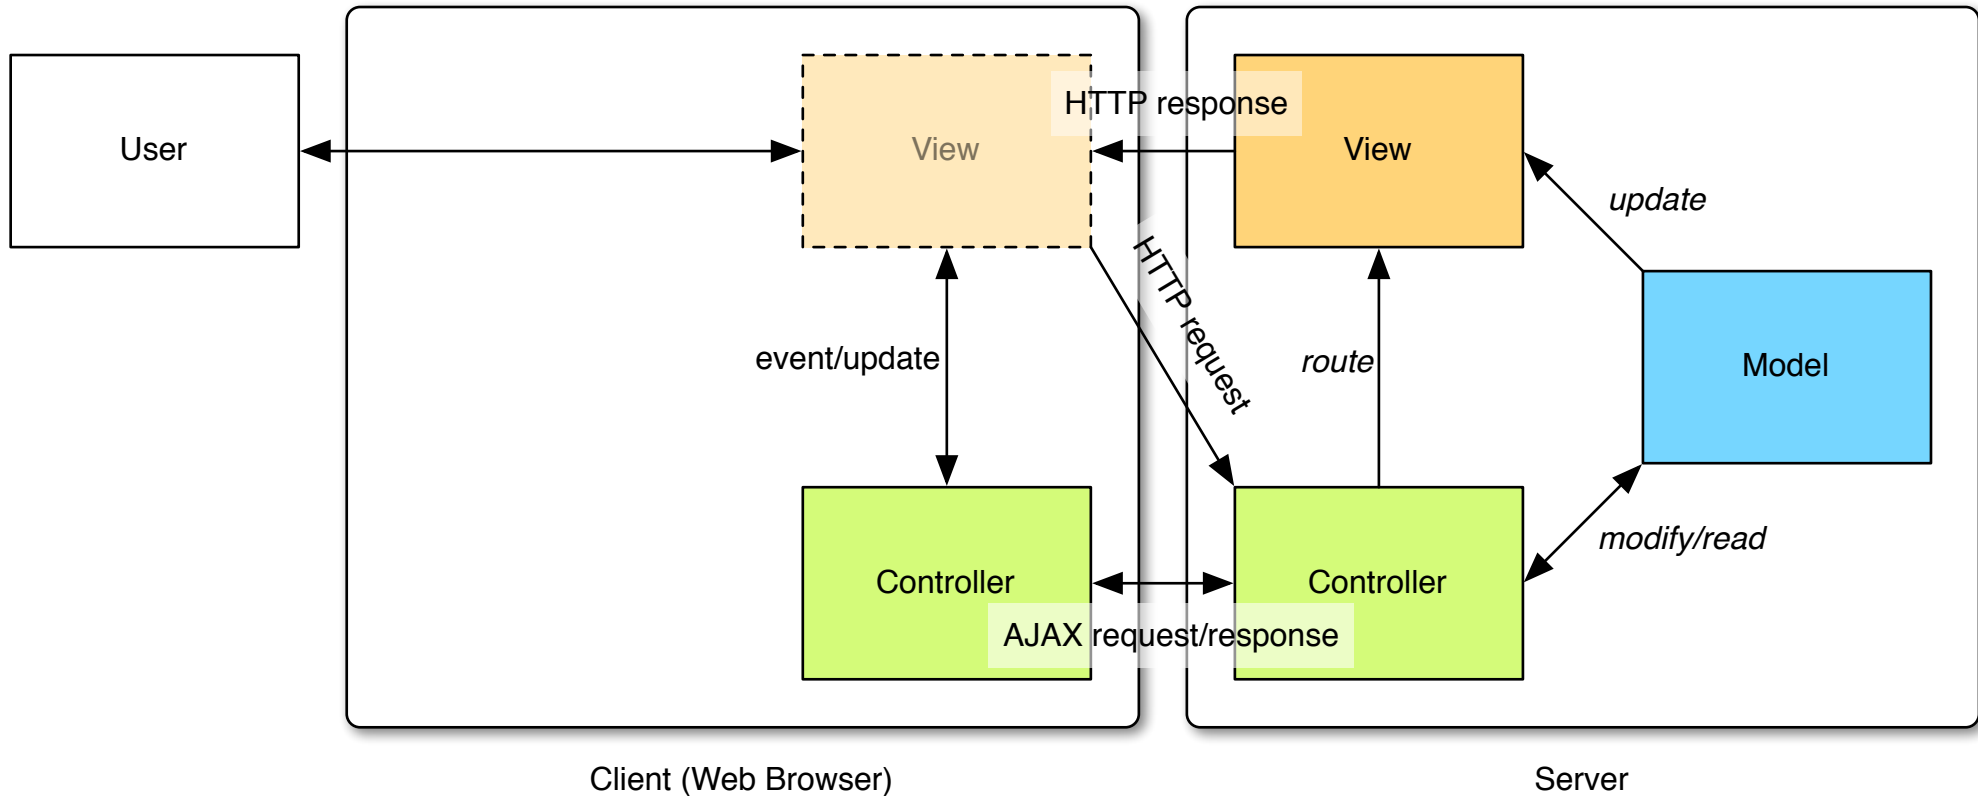 HTTP response
User
View
View
update
HTTP request
event/update
route
Model
modify/read
Controller
Controller
AJAX request/response
Client (Web Browser)
Server